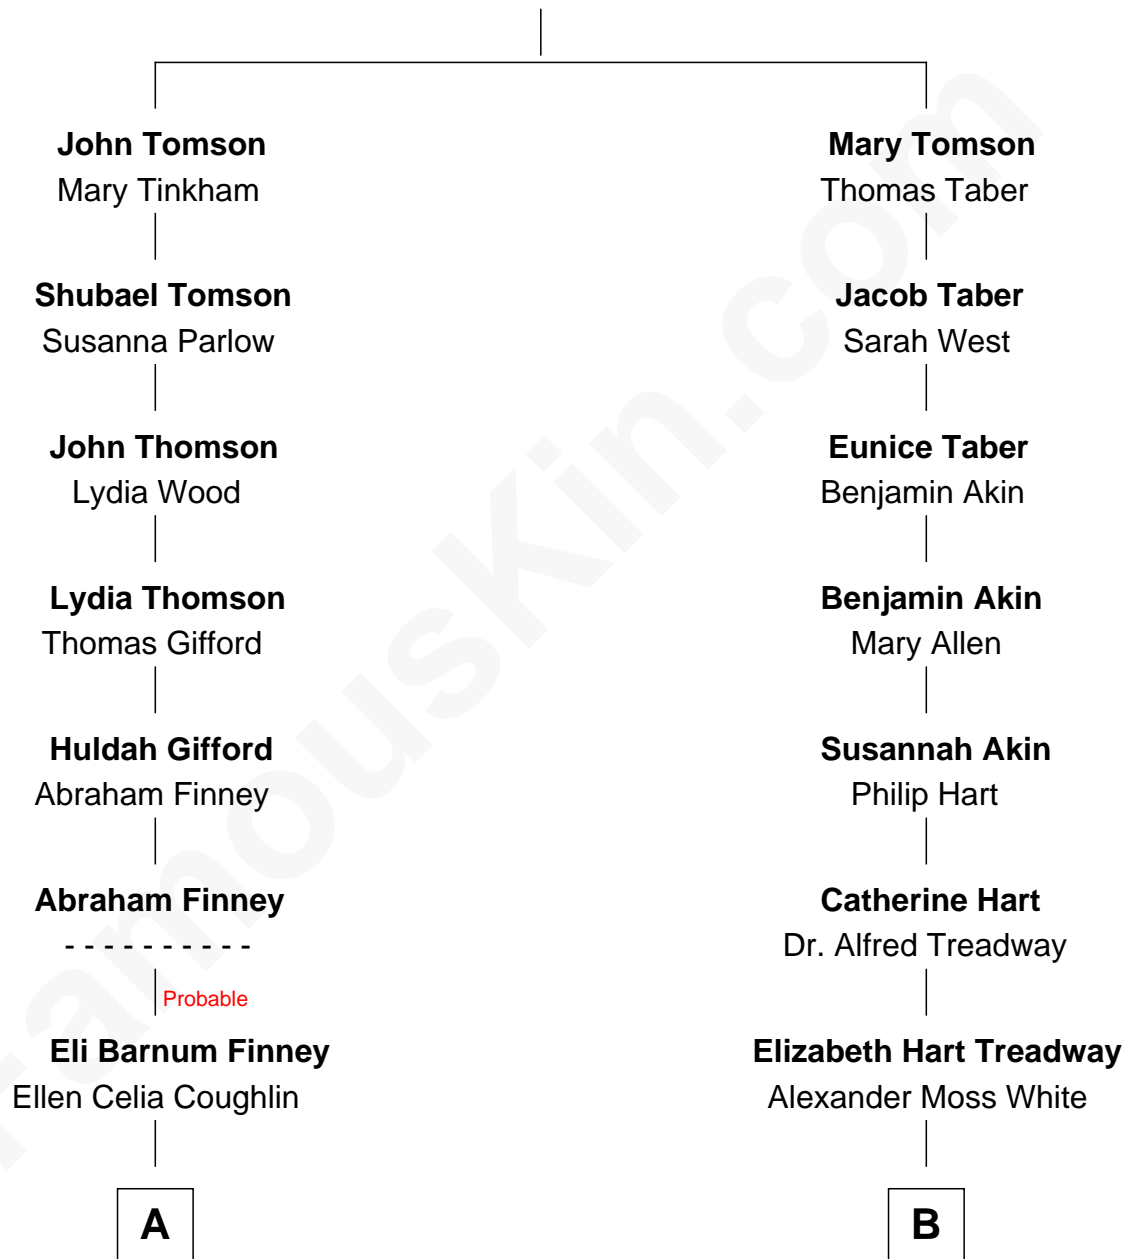 John Tomson
Mary Tinkham
Shubael Tomson
Susanna Parlow
John Thomson
Lydia Wood
Lydia Thomson
Thomas Gifford
Huldah Gifford
Abraham Finney
Abraham Finney
- - - - - - - - - -
Probable
Eli Barnum Finney
Ellen Celia Coughlin
A
Mary Tomson
Thomas Taber
Jacob Taber
Sarah West
Eunice Taber
Benjamin Akin
Benjamin Akin
Mary Allen
Susannah Akin
Philip Hart
Catherine Hart
Dr. Alfred Treadway
Elizabeth Hart Treadway
Alexander Moss White
B
FamousKin.com